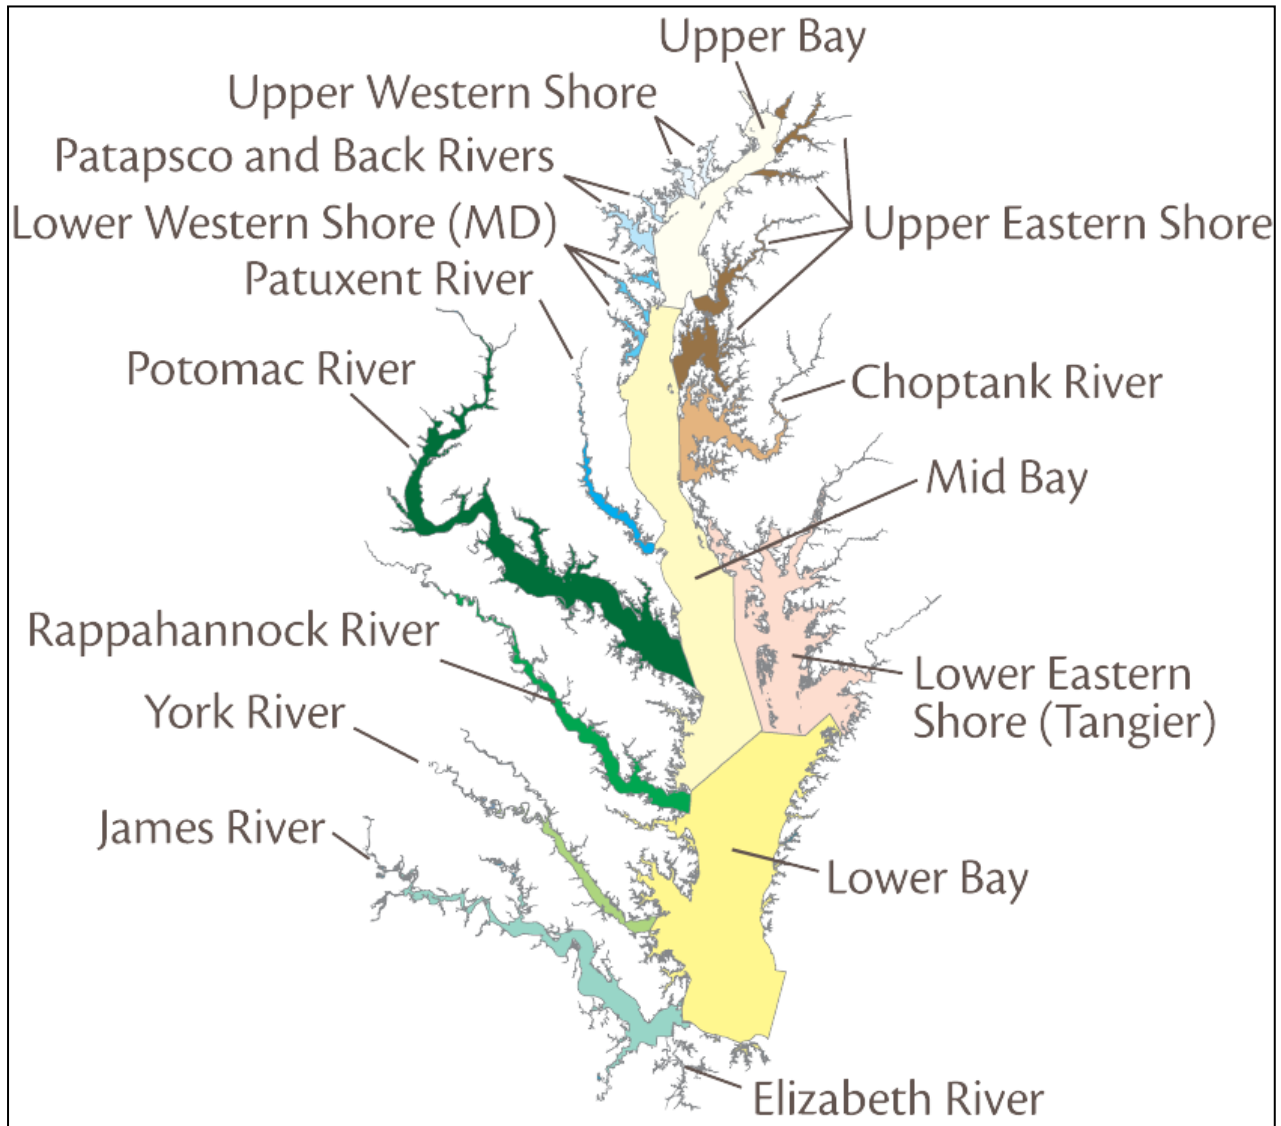 Upper Bay
Upper Western Shore
Patapsco and Back Rivers
Lower Western Shore (MD)
Upper Eastern Shore
Patuxent River
Potomac River
Choptank River
Mid Bay
Rappahannock River
Lower Eastern
Shore (Tangier)
York River
James River
Lower Bay
Elizabeth River